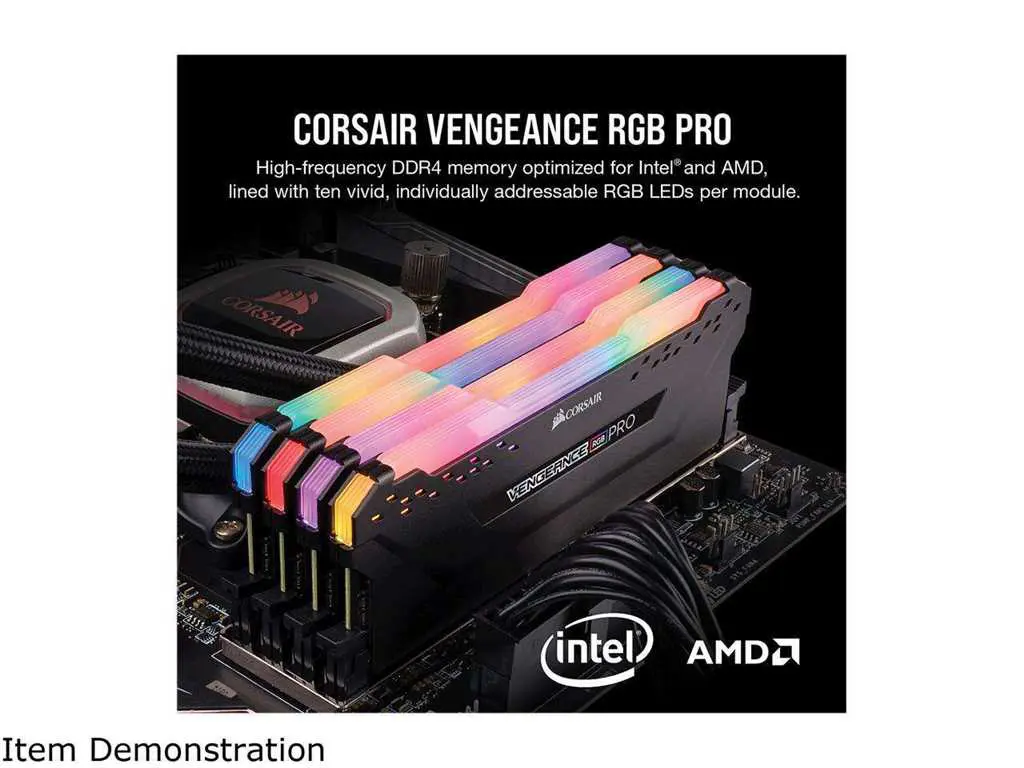 CORSAIR VENGEANCE RGB PRO
High-frequency DDR4 memory optimized for Intel® and AMD,
lined with ten vivid, individually addressable RGB LEDs per module.
CORSAIR
CORSAIR
VENGEANCE RGB PRO
intel
AMD
Item Demonstration